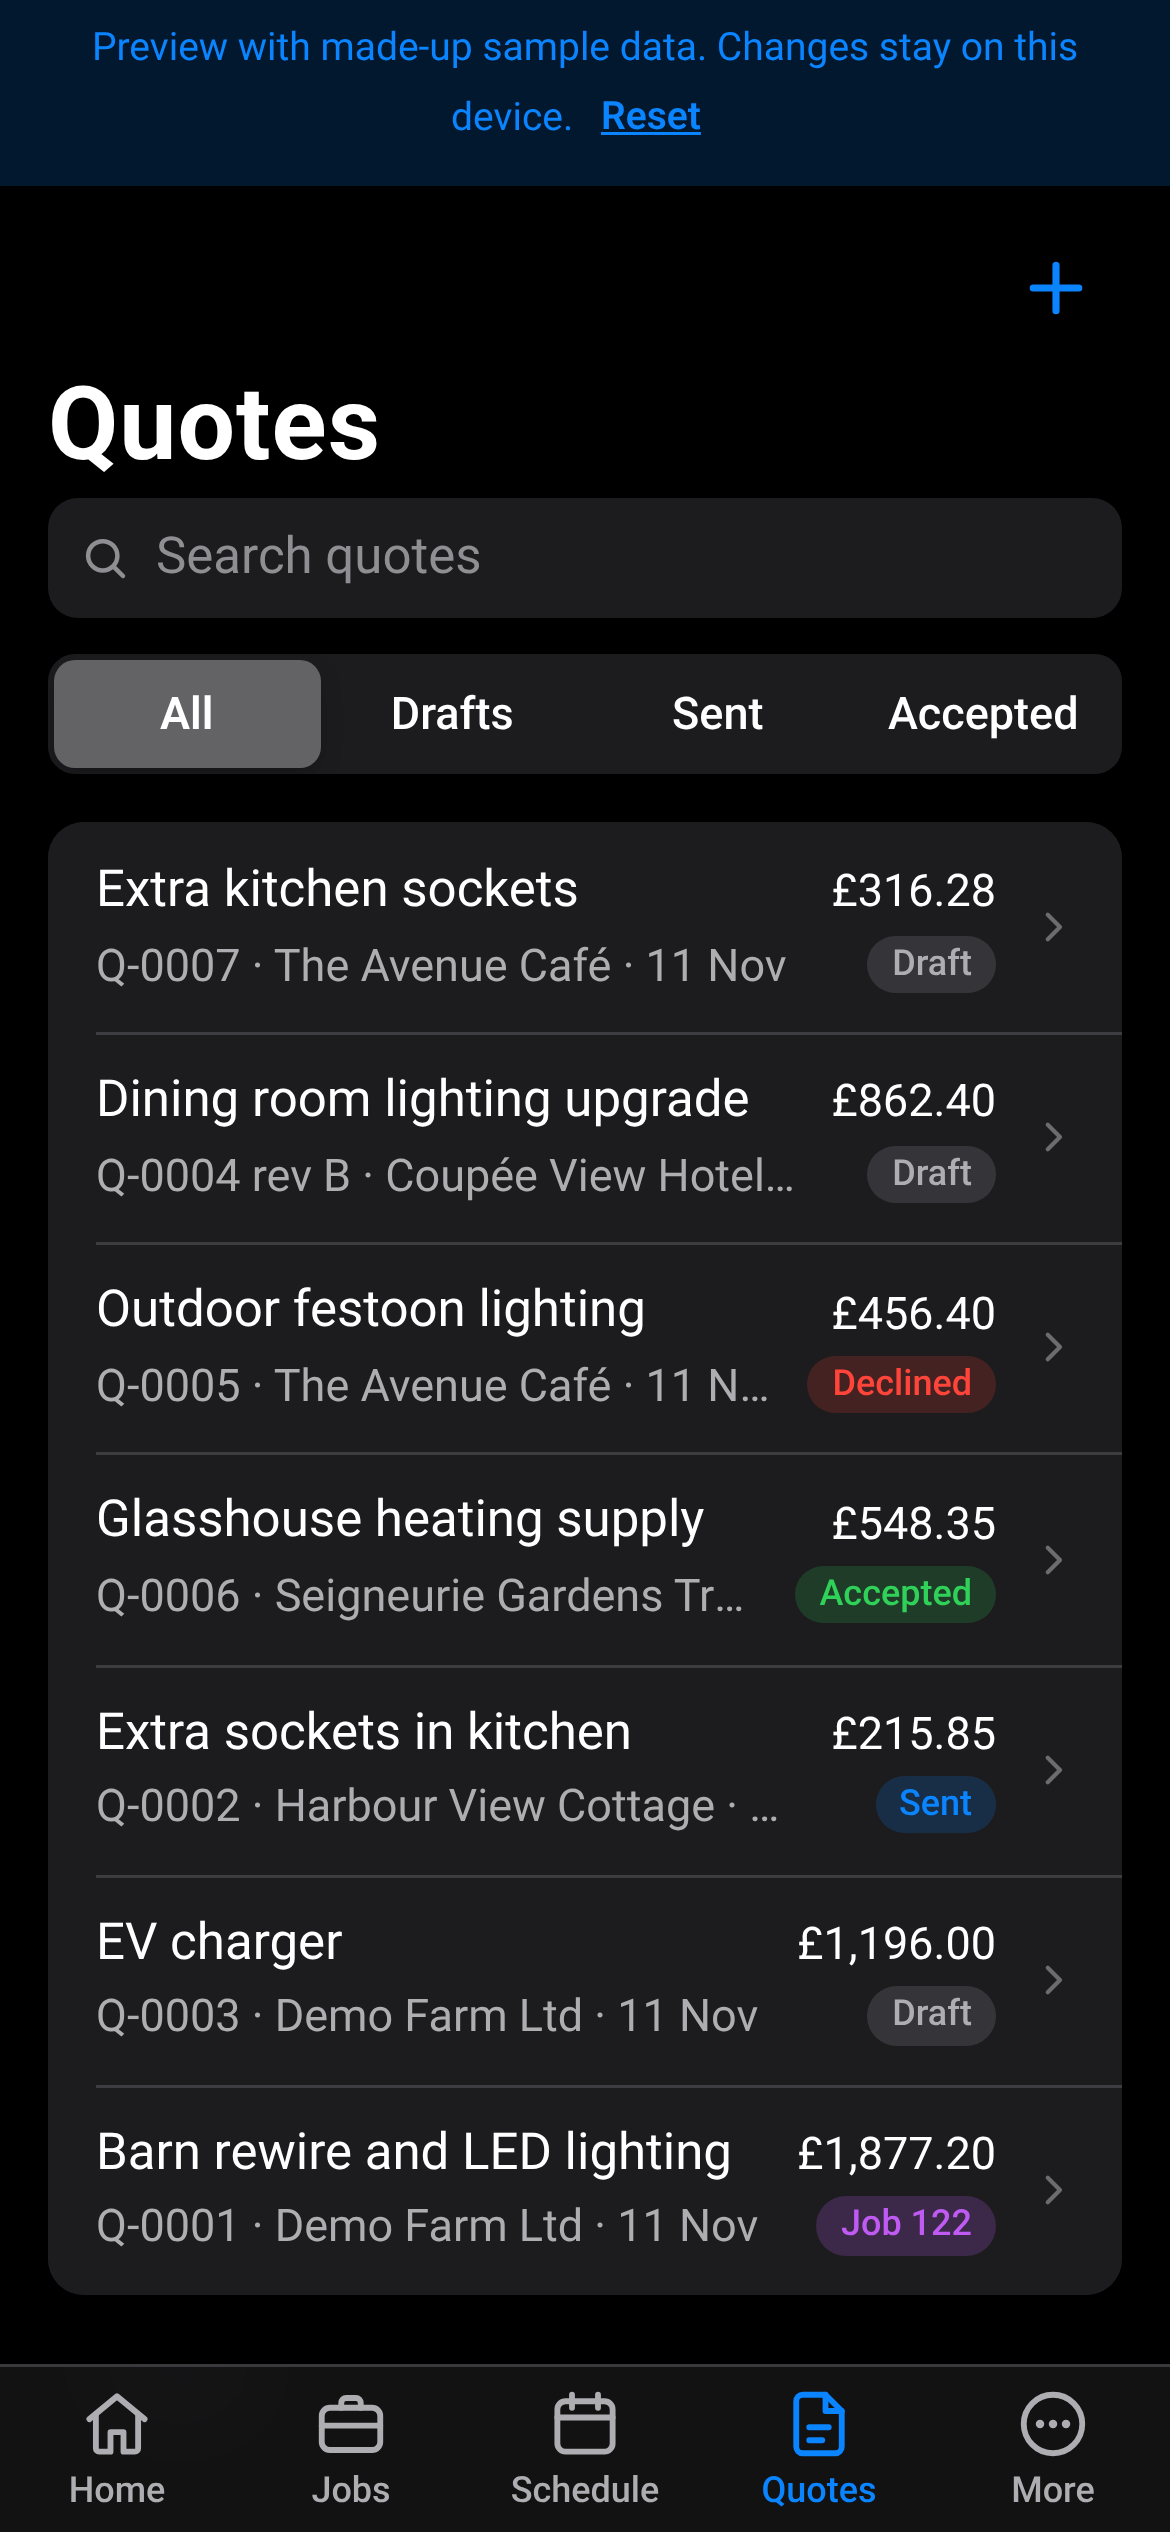 Preview with made-up sample data. Changes stay on this
device. Reset
Quotes
Search quotes
All Drafts Sent Accepted
Extra kitchen sockets £316.28
Q-0007 · The Avenue Café · 11 Nov Draft
Dining room lighting upgrade £862.40
Q-0004 rev B · Coupée View Hotel... Draft
Outdoor festoon lighting £456.40
Q-0005 · The Avenue Café · 11 N... Declined
Glasshouse heating supply £548.35
Q-0006 · Seigneurie Gardens Tr... Accepted
Extra sockets in kitchen £215.85
Q-0002 · Harbour View Cottage · ... Sent
EV charger £1,196.00
Q-0003 · Demo Farm Ltd · 11 Nov Draft
Barn rewire and LED lighting £1,877.20
Q-0001 · Demo Farm Ltd · 11 Nov Job 122
Home Jobs Schedule Quotes More